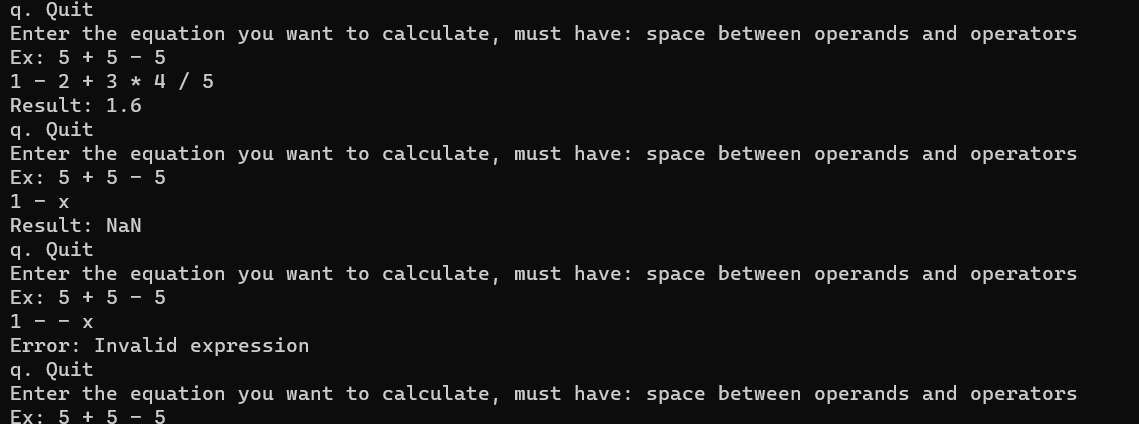 q. Quit
Enter the equation you want to calculate, must have: space between operands and operators
Ex: 5 + 5 - 5
1 - 2 + 3 * 4 / 5
Result: 1.6
q. Quit
Enter the equation you want to calculate, must have: space between operands and operators
Ex: 5 + 5 - 5
1 - x
Result: NaN
q. Quit
Enter the equation you want to calculate, must have: space between operands and operators
Ex: 5 + 5 - 5
1 - - x
Error: Invalid expression
q. Quit
Enter the equation you want to calculate, must have: space between operands and operators
Ex: 5 + 5 - 5